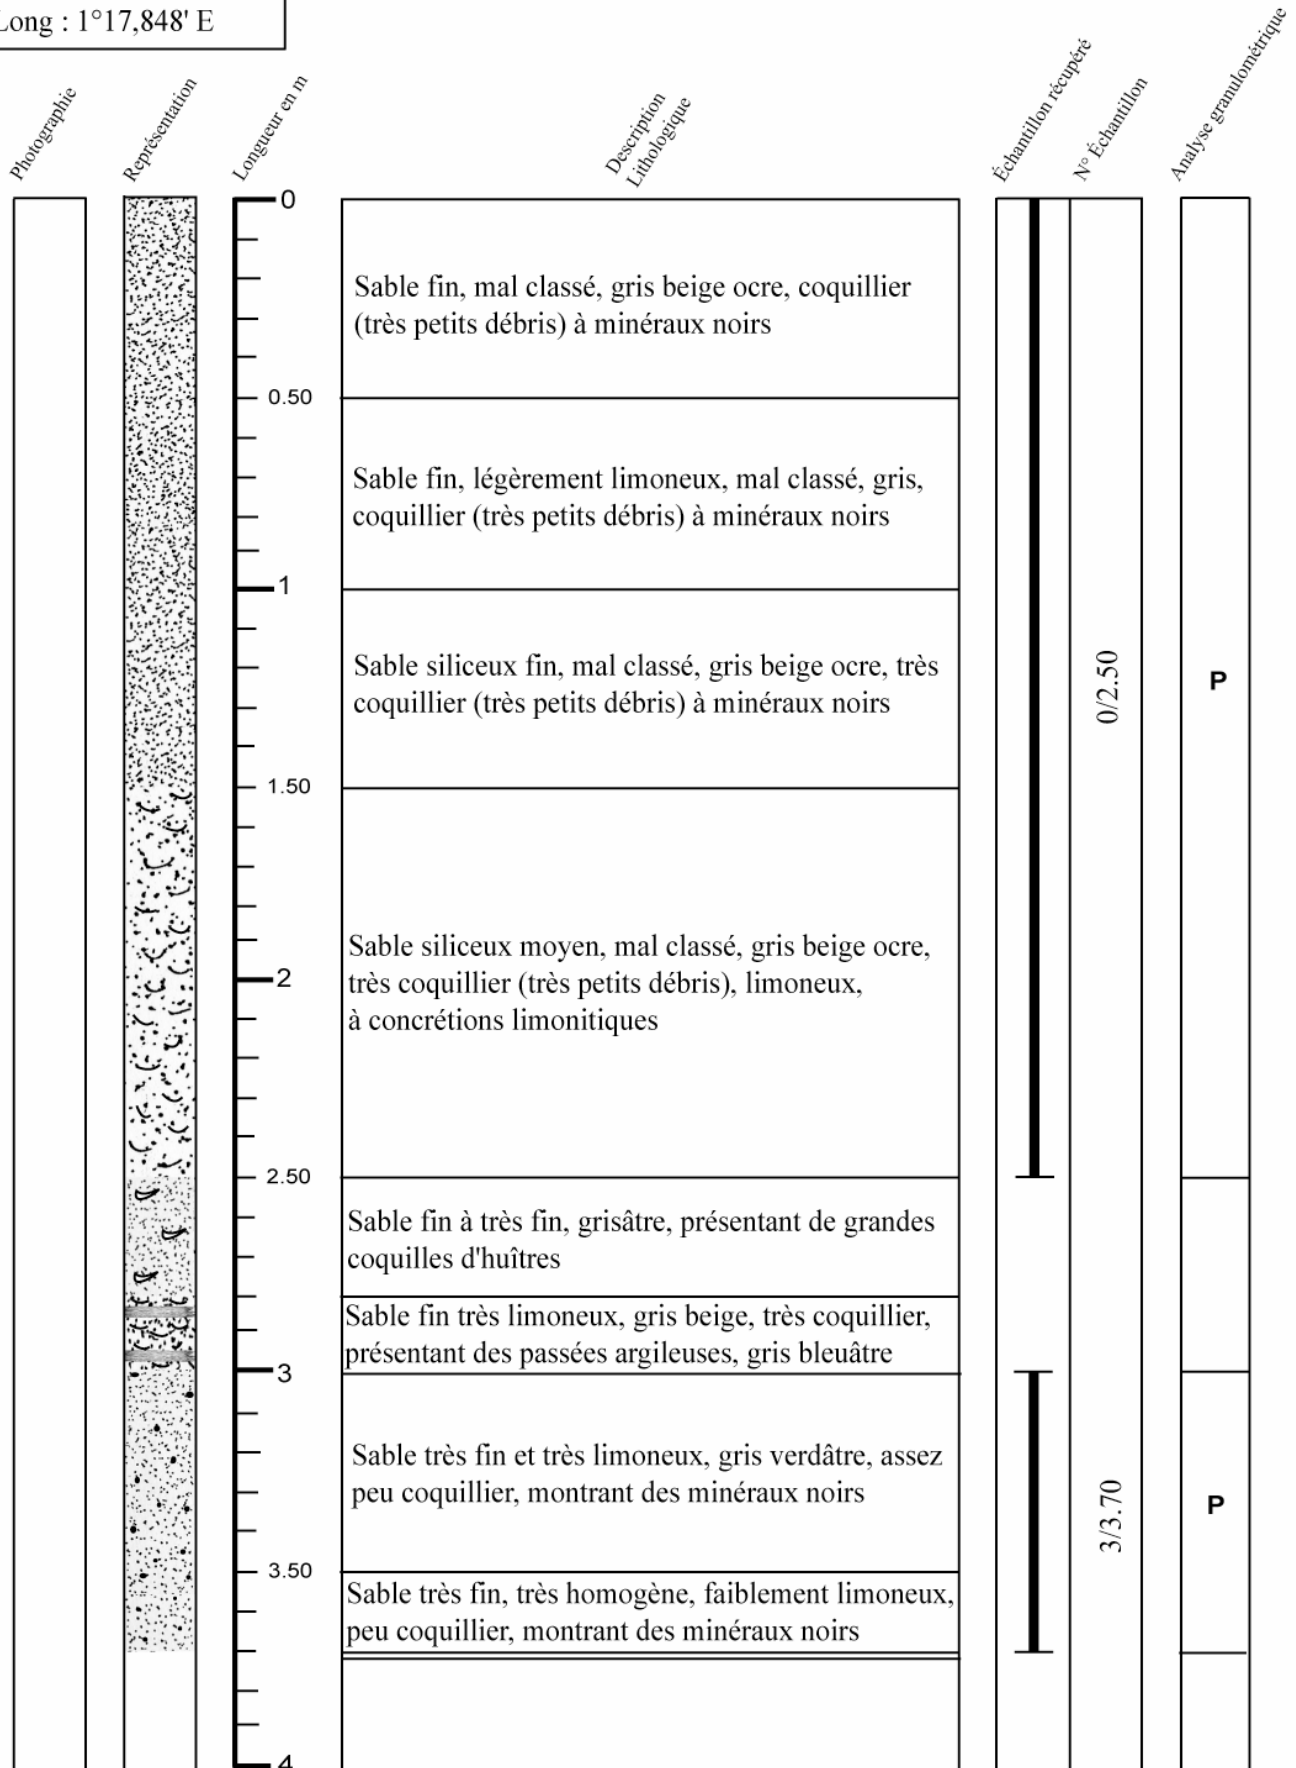 Long : 1°17,848' E
Photographie
Représentation
Longueur en m
Description
Lithologique
Échantillon récupéré
N° Échantillon
Analyse granulométrique
0
Sable fin, mal classé, gris beige ocre, coquillier
(très petits débris) à minéraux noirs
0.50
Sable fin, légèrement limoneux, mal classé, gris,
coquillier (très petits débris) à minéraux noirs
1
Sable siliceux fin, mal classé, gris beige ocre, très
coquillier (très petits débris) à minéraux noirs
0/2.50
P
1.50
Sable siliceux moyen, mal classé, gris beige ocre,
très coquillier (très petits débris), limoneux,
à concrétions limonitiques
2
2.50
Sable fin à très fin, grisâtre, présentant de grandes
coquilles d'huîtres
Sable fin très limoneux, gris beige, très coquillier,
présentant des passées argileuses, gris bleuâtre
3
Sable très fin et très limoneux, gris verdâtre, assez
peu coquillier, montrant des minéraux noirs
3/3.70
P
3.50
Sable très fin, très homogène, faiblement limoneux,
peu coquillier, montrant des minéraux noirs
4